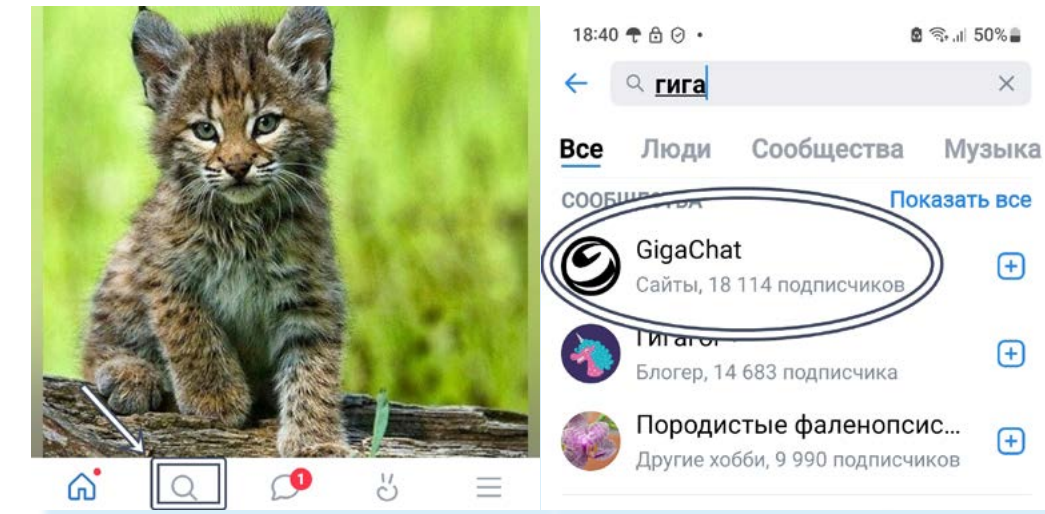 1
18:40
50%
гига
Все Люди Сообщества Музыка
Показать все
GigaChat
Сайты, 18 114 подписчиков
Блогер, 14 683 подписчика
Породистые фаленопсис...
Другие хобби, 9 990 подписчиков